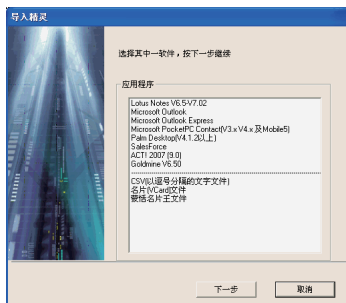 导入精灵
选择其中一软件，按下一步继续
应用程序
Lotus Notes V6.5-V7.02
Microsoft Outlook
Microsoft Outlook Express
Microsoft PocketPC Contact(V3.x V4.x 及Mobile5)
Palm Desktop(V4.1.2以上)
SalesForce
ACT! 2007 (9.0)
Goldmine V6.50
CSV(以逗号分隔的文字文件)
名片(VCard)文件
蒙恬名片王文件
下一步
取消